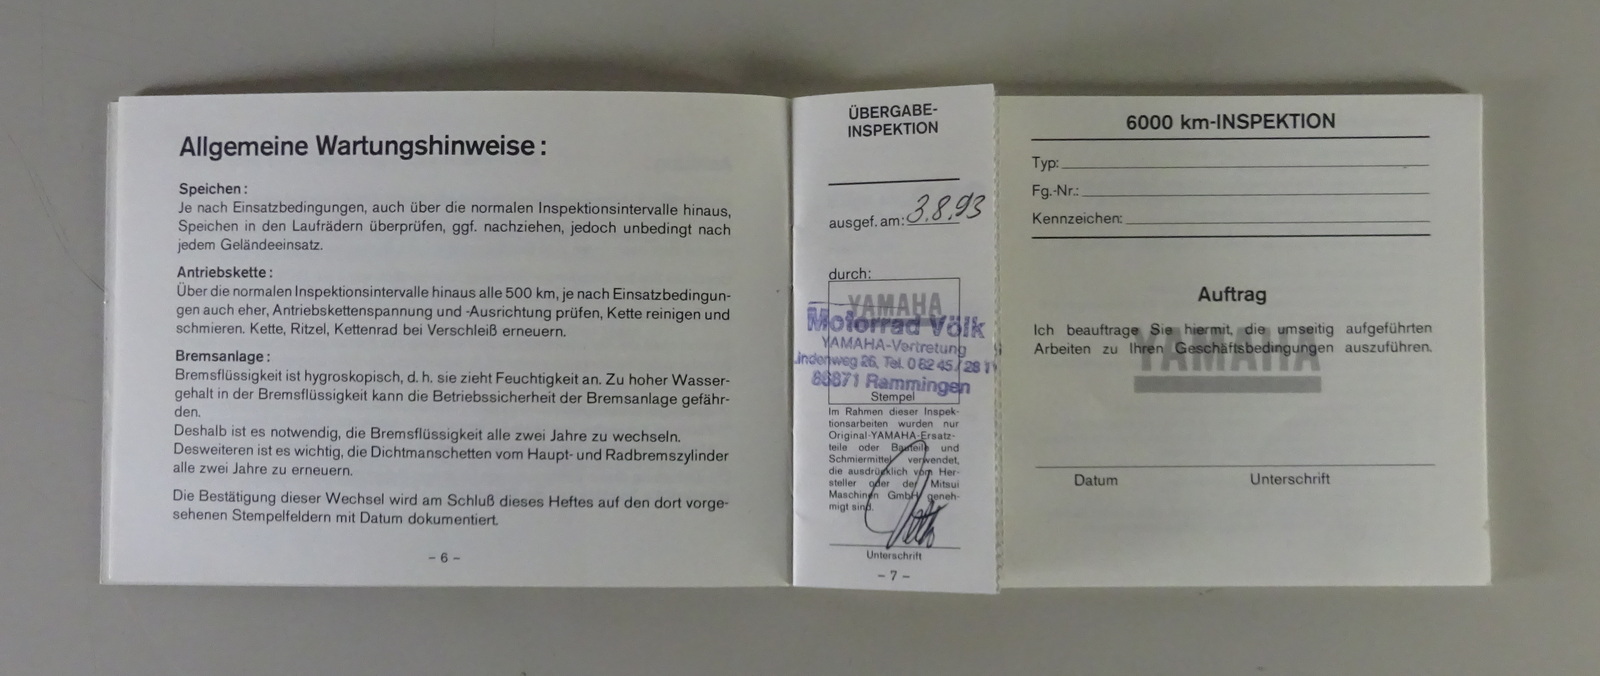 Allgemeine Wartungshinweise:
Speichen:
Je nach Einsatzbedingungen, auch über die normalen Inspektionsintervalle hinaus,
Speichen in den Laufrädern überprüfen, ggf. nachziehen, jedoch unbedingt nach
jedem Geländeeinsatz.
Antriebskette:
Über die normalen Inspektionsintervalle hinaus alle 500 km, je nach Einsatzbedingun-
gen auch eher, Antriebskettenspannung und -Ausrichtung prüfen, Kette reinigen und
schmieren. Kette, Ritzel, Kettenrad bei Verschleiß erneuern.
Bremsanlage:
Bremsflüssigkeit ist hygroskopisch, d. h. sie zieht Feuchtigkeit an. Zu hoher Wasser-
gehalt in der Bremsflüssigkeit kann die Betriebssicherheit der Bremsanlage gefähr-
den.
Deshalb ist es notwendig, die Bremsflüssigkeit alle zwei Jahre zu wechseln.
Desweiteren ist es wichtig, die Dichtmanschetten vom Haupt- und Radbremszylinder
alle zwei Jahre zu erneuern.
Die Bestätigung dieser Wechsel wird am Schluß dieses Heftes auf den dort vorge-
sehenen Stempelfeldern mit Datum dokumentiert.
– 6 –
ÜBERGABE-
INSPEKTION
ausgef. am: 3.8.93
durch:
YAMAHA
Motorrad Völk
YAMAHA-Vertretung
Lindenweg 26, Tel. 08245/2811
86871 Rammingen
Stempel
Im Rahmen dieser Inspek-
tionsarbeiten wurden nur
Original-YAMAHA-Ersatz-
teile oder Bauteile und
Schmiermittel verwendet,
die ausdrücklich vom Her-
steller oder der Mitsui
Maschinen GmbH geneh-
migt sind.
Unterschrift
– 7 –
6000 km-INSPEKTION
Typ:
Fg.-Nr.:
Kennzeichen:
Auftrag
Ich beauftrage Sie hiermit, die umseitig aufgeführten
Arbeiten zu Ihren Geschäftsbedingungen auszuführen.
YAMAHA
Datum Unterschrift